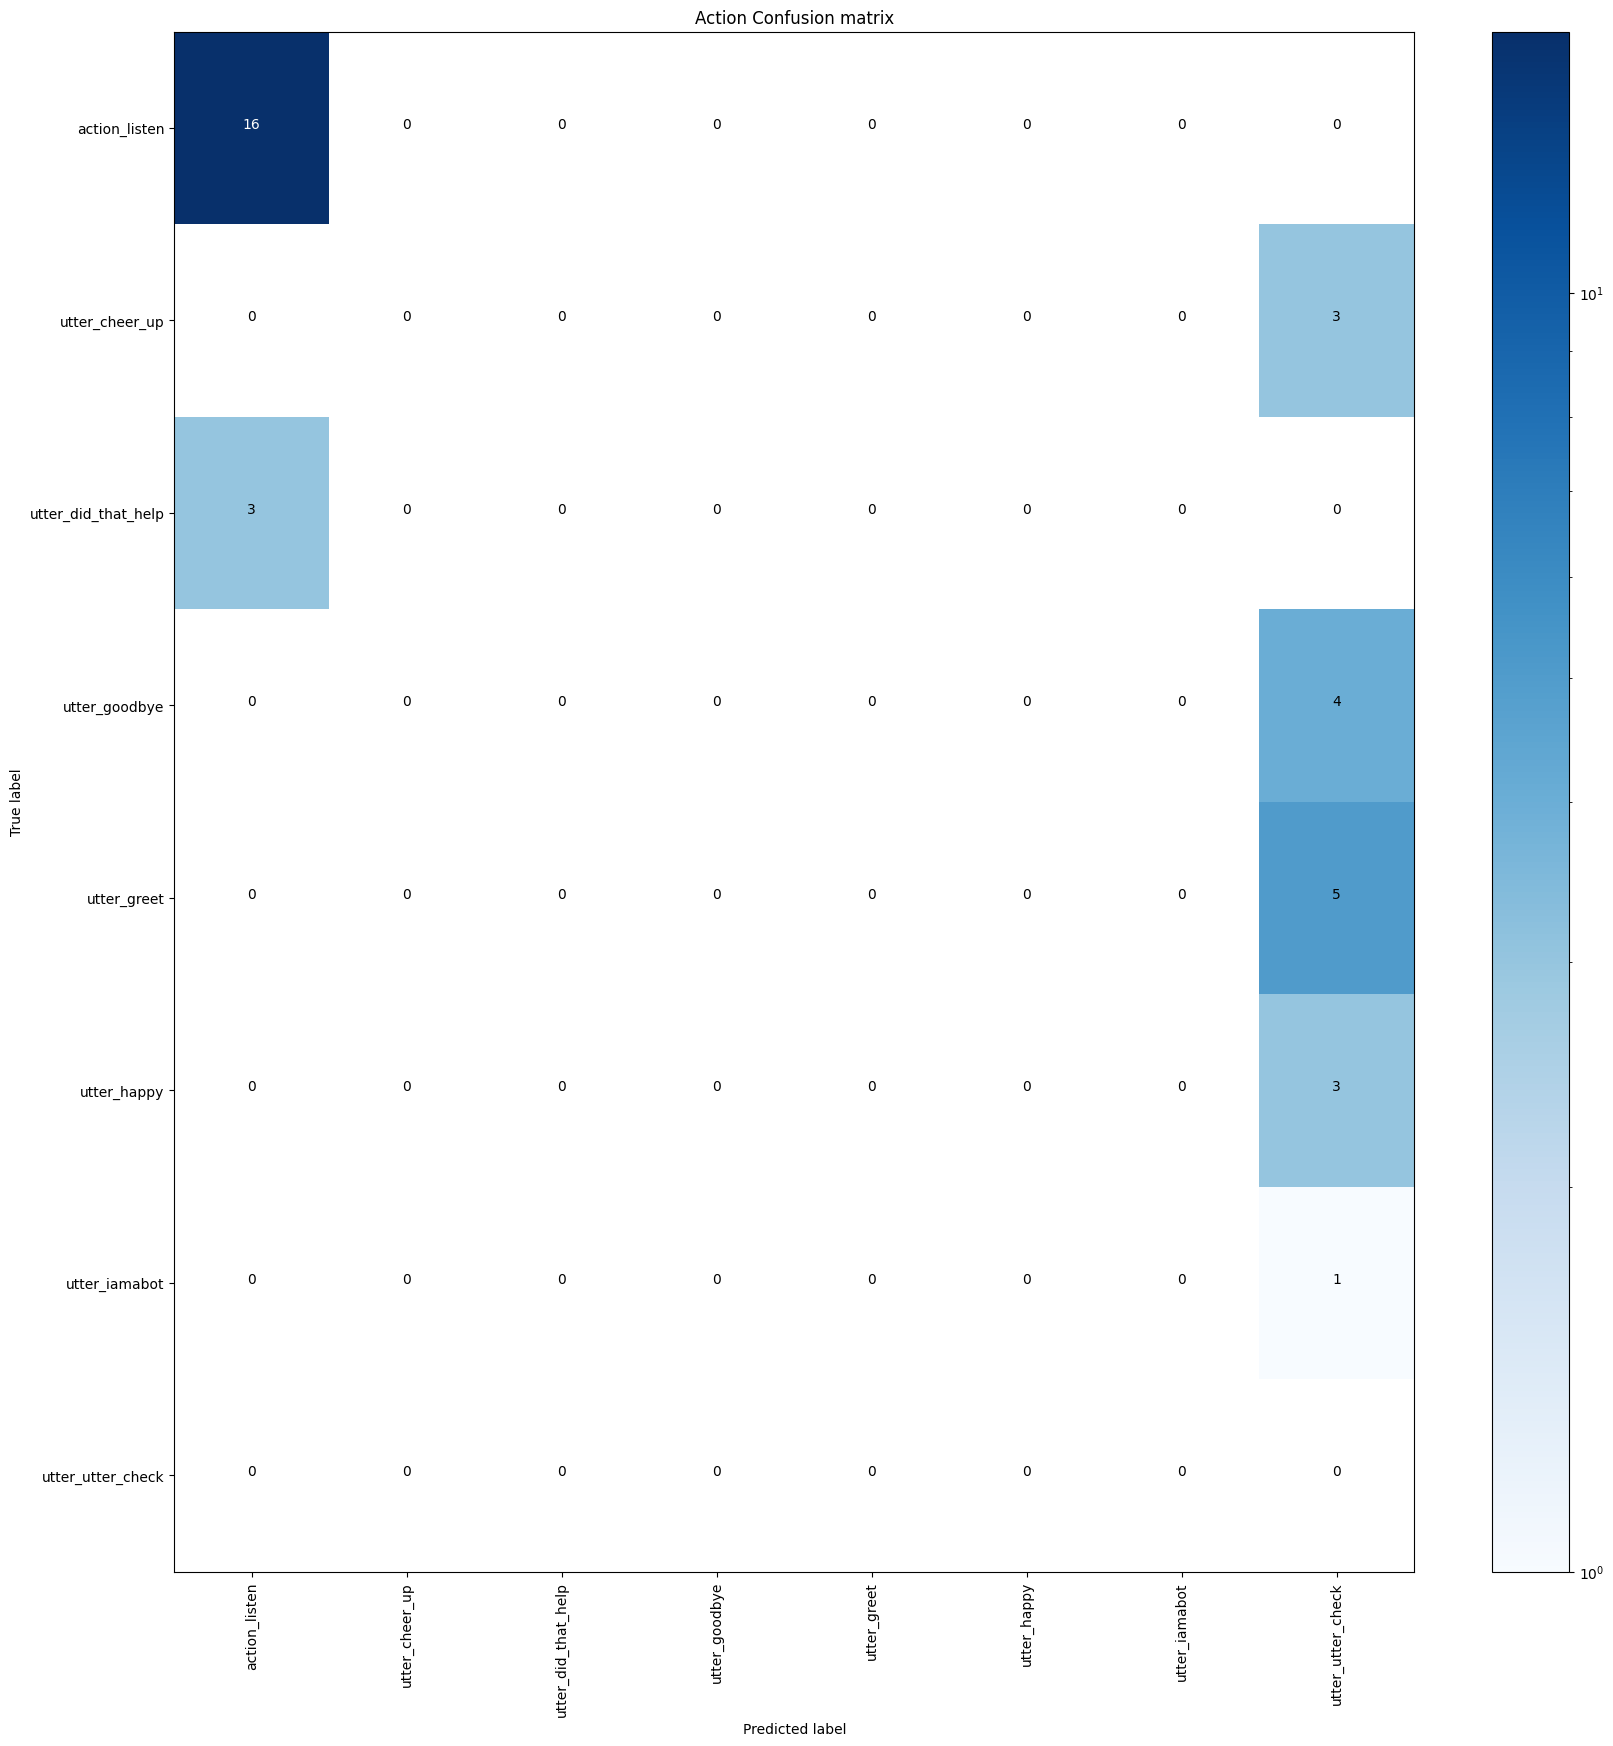 Action Confusion matrix
action_listen 16 0 0 0 0 0 0 0
utter_cheer_up 0 0 0 0 0 0 0 3
utter_did_that_help 3 0 0 0 0 0 0 0
utter_goodbye 0 0 0 0 0 0 0 4
utter_greet 0 0 0 0 0 0 0 5
utter_happy 0 0 0 0 0 0 0 3
utter_iamabot 0 0 0 0 0 0 0 1
utter_utter_check 0 0 0 0 0 0 0 0
True label
action_listen
utter_cheer_up
utter_did_that_help
utter_goodbye
utter_greet
utter_happy
utter_iamabot
utter_utter_check
Predicted label
10¹
10⁰